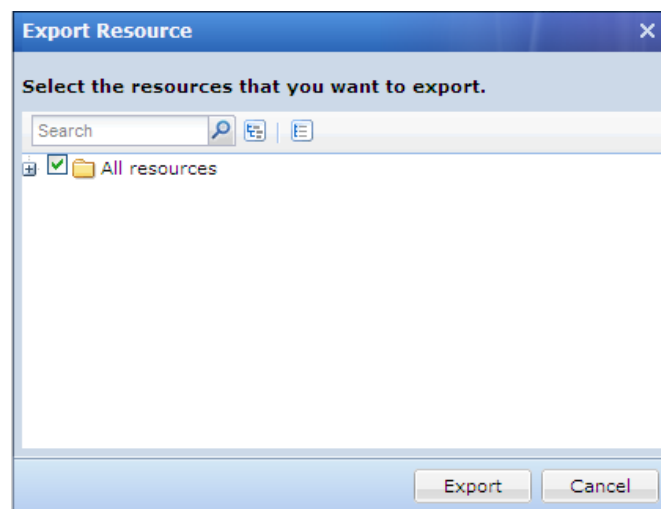 Export Resource
Select the resources that you want to export.
Search
All resources
Export Cancel